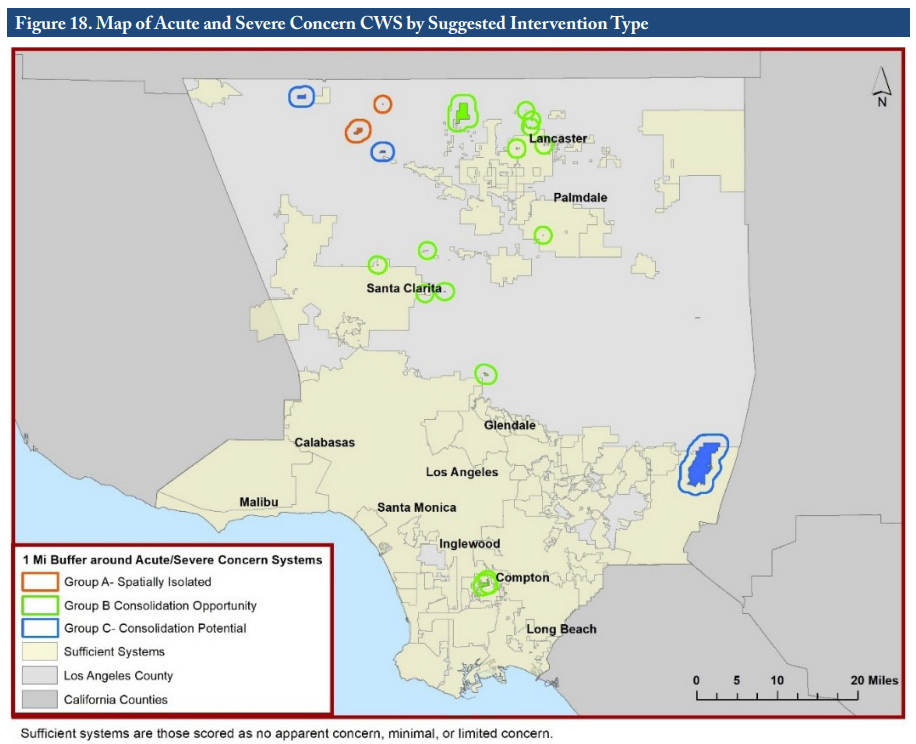 Figure 18. Map of Acute and Severe Concern CWS by Suggested Intervention Type
N
Lancaster
Palmdale
Santa Clarita
Glendale
Calabasas
Los Angeles
Malibu
Santa Monica
Inglewood
Compton
Long Beach
1 Mi Buffer around Acute/Severe Concern Systems
Group A- Spatially Isolated
Group B Consolidation Opportunity
Group C- Consolidation Potential
Sufficient Systems
Los Angeles County
California Counties
0 5 10 20 Miles
Sufficient systems are those scored as no apparent concern, minimal, or limited concern.